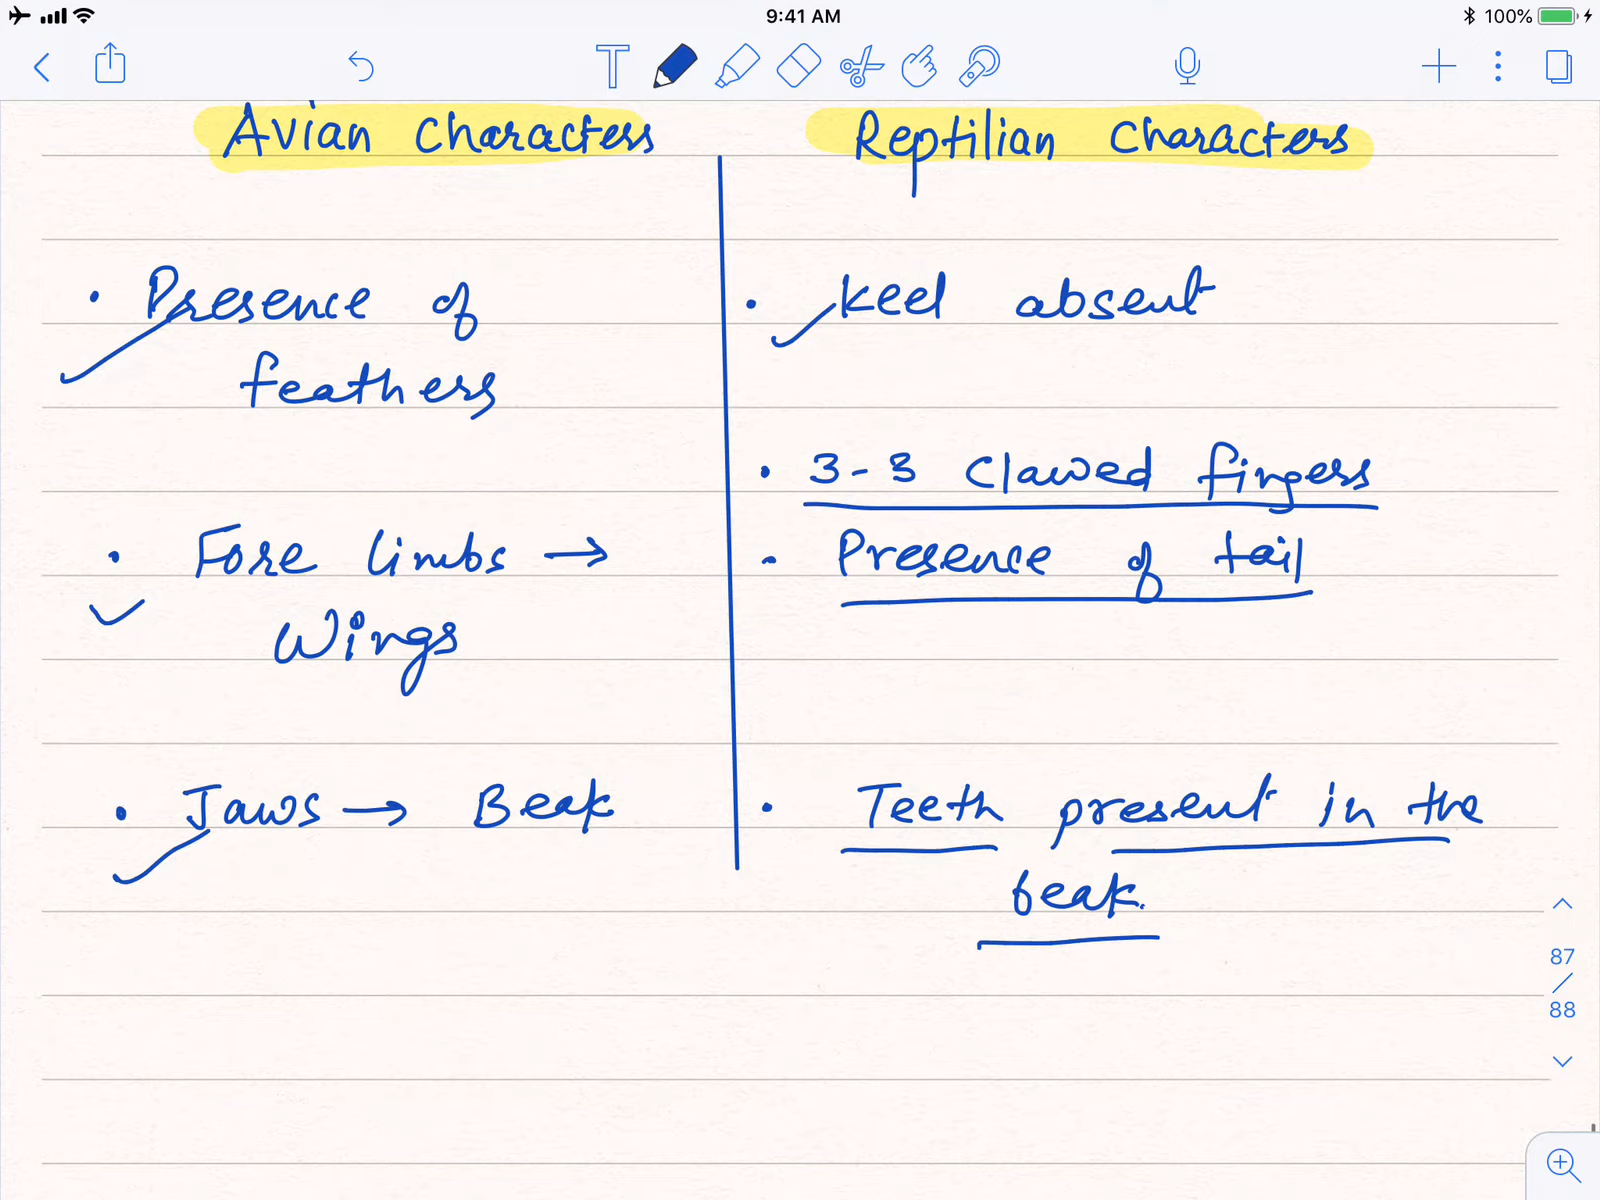 9:41 AM
100%
T
Avian Characters
Presence of
feathers
Fore limbs →
Wings
Jaws → Beak
Reptilian Characters
Keel absent
3-3 Clawed fingers
Presence of tail
Teeth present in the
beak.
87
/
88